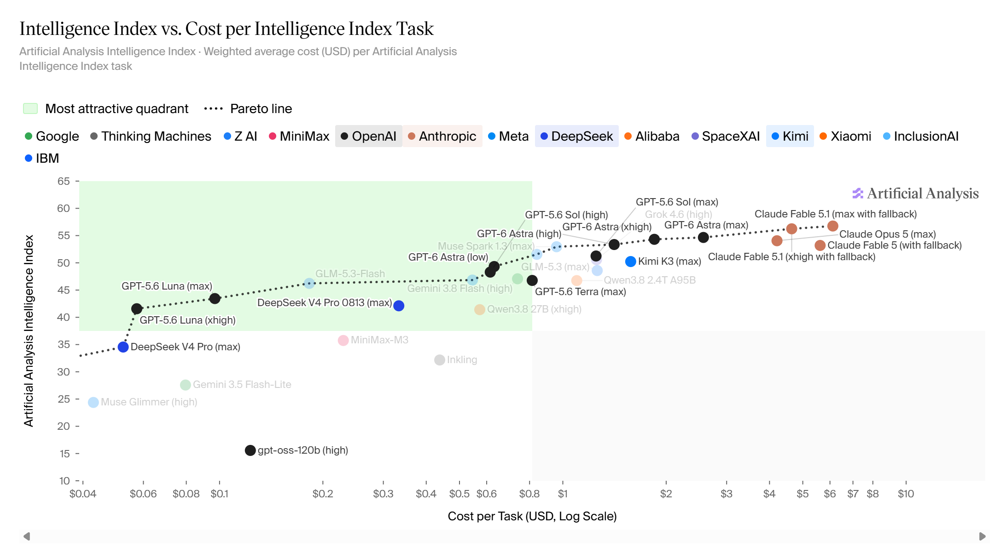 Intelligence Index vs. Cost per Intelligence Index Task
Artificial Analysis Intelligence Index · Weighted average cost (USD) per Artificial Analysis
Intelligence Index task
Most attractive quadrant
Pareto line
Google
Thinking Machines
Z AI
MiniMax
OpenAI
Anthropic
Meta
DeepSeek
Alibaba
SpaceXAI
Kimi
Xiaomi
InclusionAI
IBM
Artificial Analysis Intelligence Index
65
60
55
50
45
40
35
30
25
20
15
10
Artificial Analysis
GPT-5.6 Sol (max)
GPT-5.6 Sol (high)
Grok 4.6 (high)
Claude Fable 5.1 (max with fallback)
GPT-6 Astra (xhigh)
GPT-6 Astra (max)
GPT-6 Astra (high)
Claude Opus 5 (max)
Muse Spark 1.3 (max)
Claude Fable 5 (with fallback)
GPT-6 Astra (low)
Claude Fable 5.1 (xhigh with fallback)
Kimi K3 (max)
GLM-5.3 (max)
GLM-5.3-Flash
Qwen3.8 2.4T A95B
GPT-5.6 Luna (max)
Gemini 3.8 Flash (high)
GPT-5.6 Terra (max)
DeepSeek V4 Pro 0813 (max)
Qwen3.8 27B (xhigh)
GPT-5.6 Luna (xhigh)
MiniMax-M3
DeepSeek V4 Pro (max)
Inkling
Gemini 3.5 Flash-Lite
Muse Glimmer (high)
gpt-oss-120b (high)
$0.04
$0.06
$0.08
$0.1
$0.2
$0.3
$0.4
$0.5
$0.6
$0.8
$1
$2
$3
$4
$5
$6
$7
$8
$10
Cost per Task (USD, Log Scale)